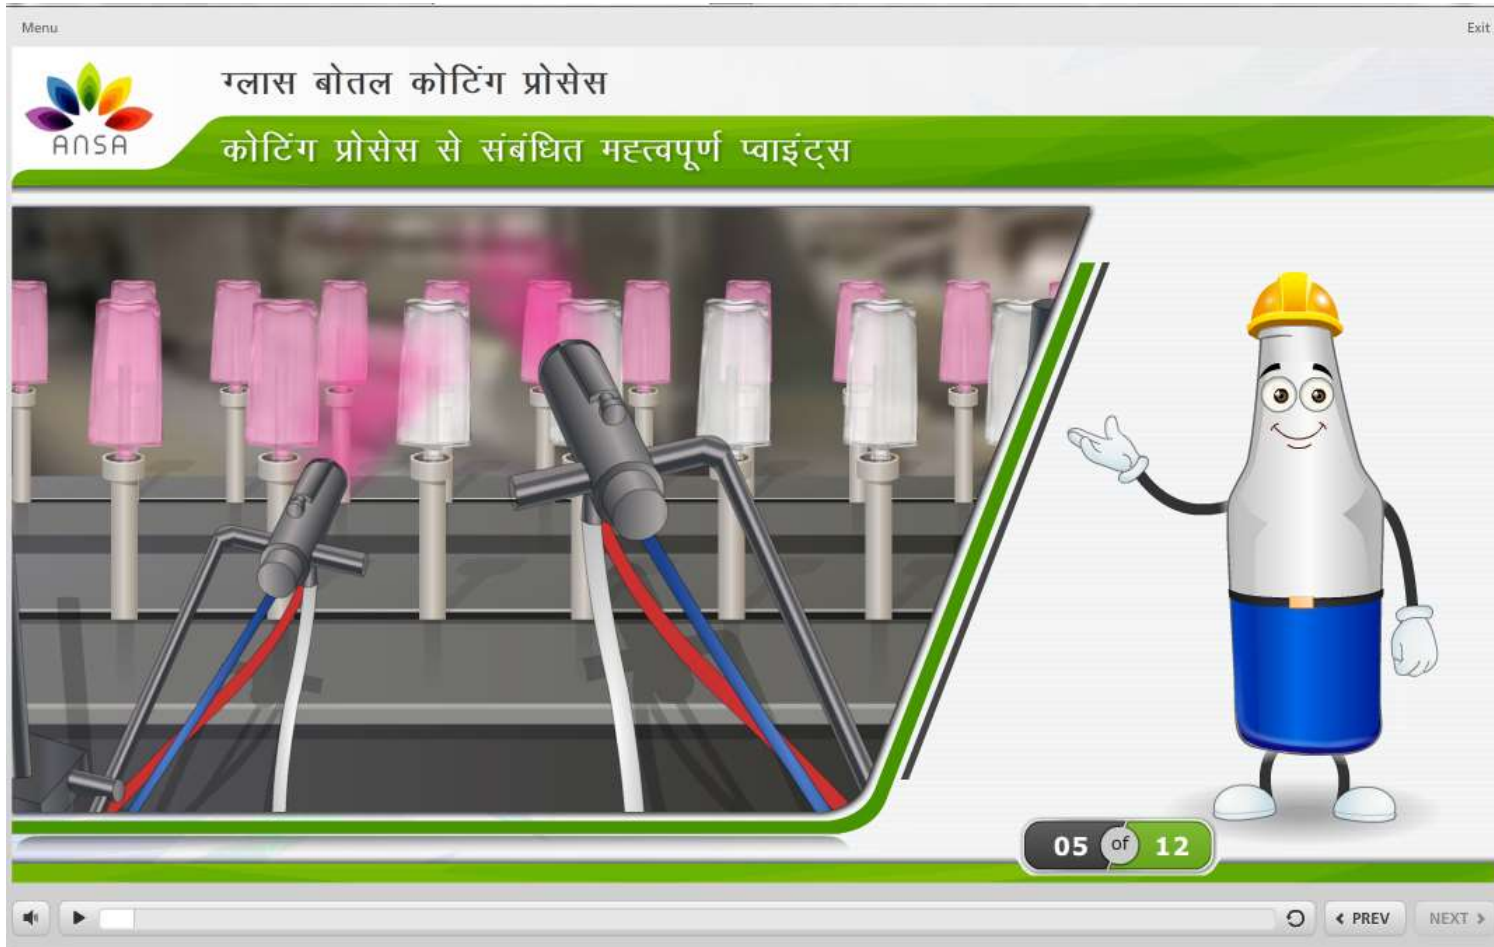 Menu
Exit
ग्लास बोतल कोटिंग प्रोसेस
ANSA
कोटिंग प्रोसेस से संबंधित महत्त्वपूर्ण प्वाइंट्स
05 of 12
PREV
NEXT